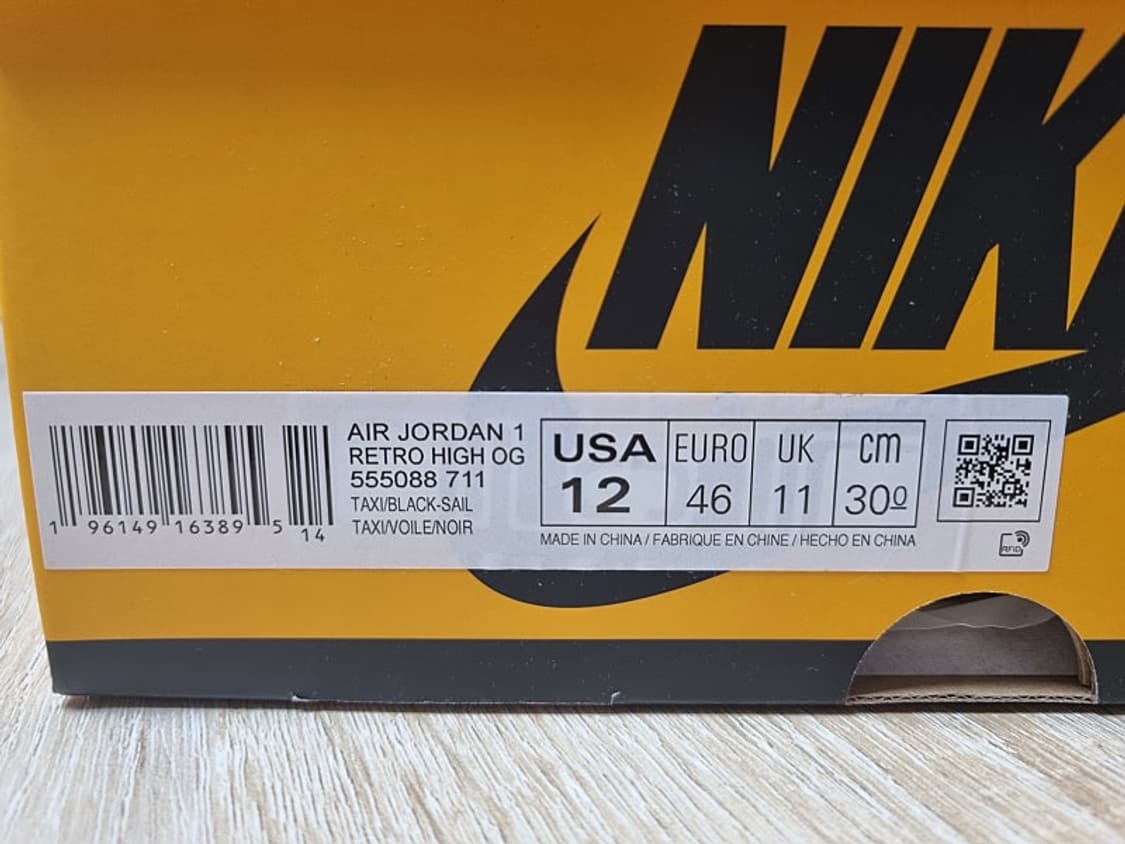 NIK
AIR JORDAN 1
RETRO HIGH OG
555088 711
TAXI/BLACK-SAIL
TAXI/VOILE/NOIR
1 96149 16389 5 14
USA EURO UK cm
12 46 11 300
MADE IN CHINA / FABRIQUE EN CHINE / HECHO EN CHINA
RFID